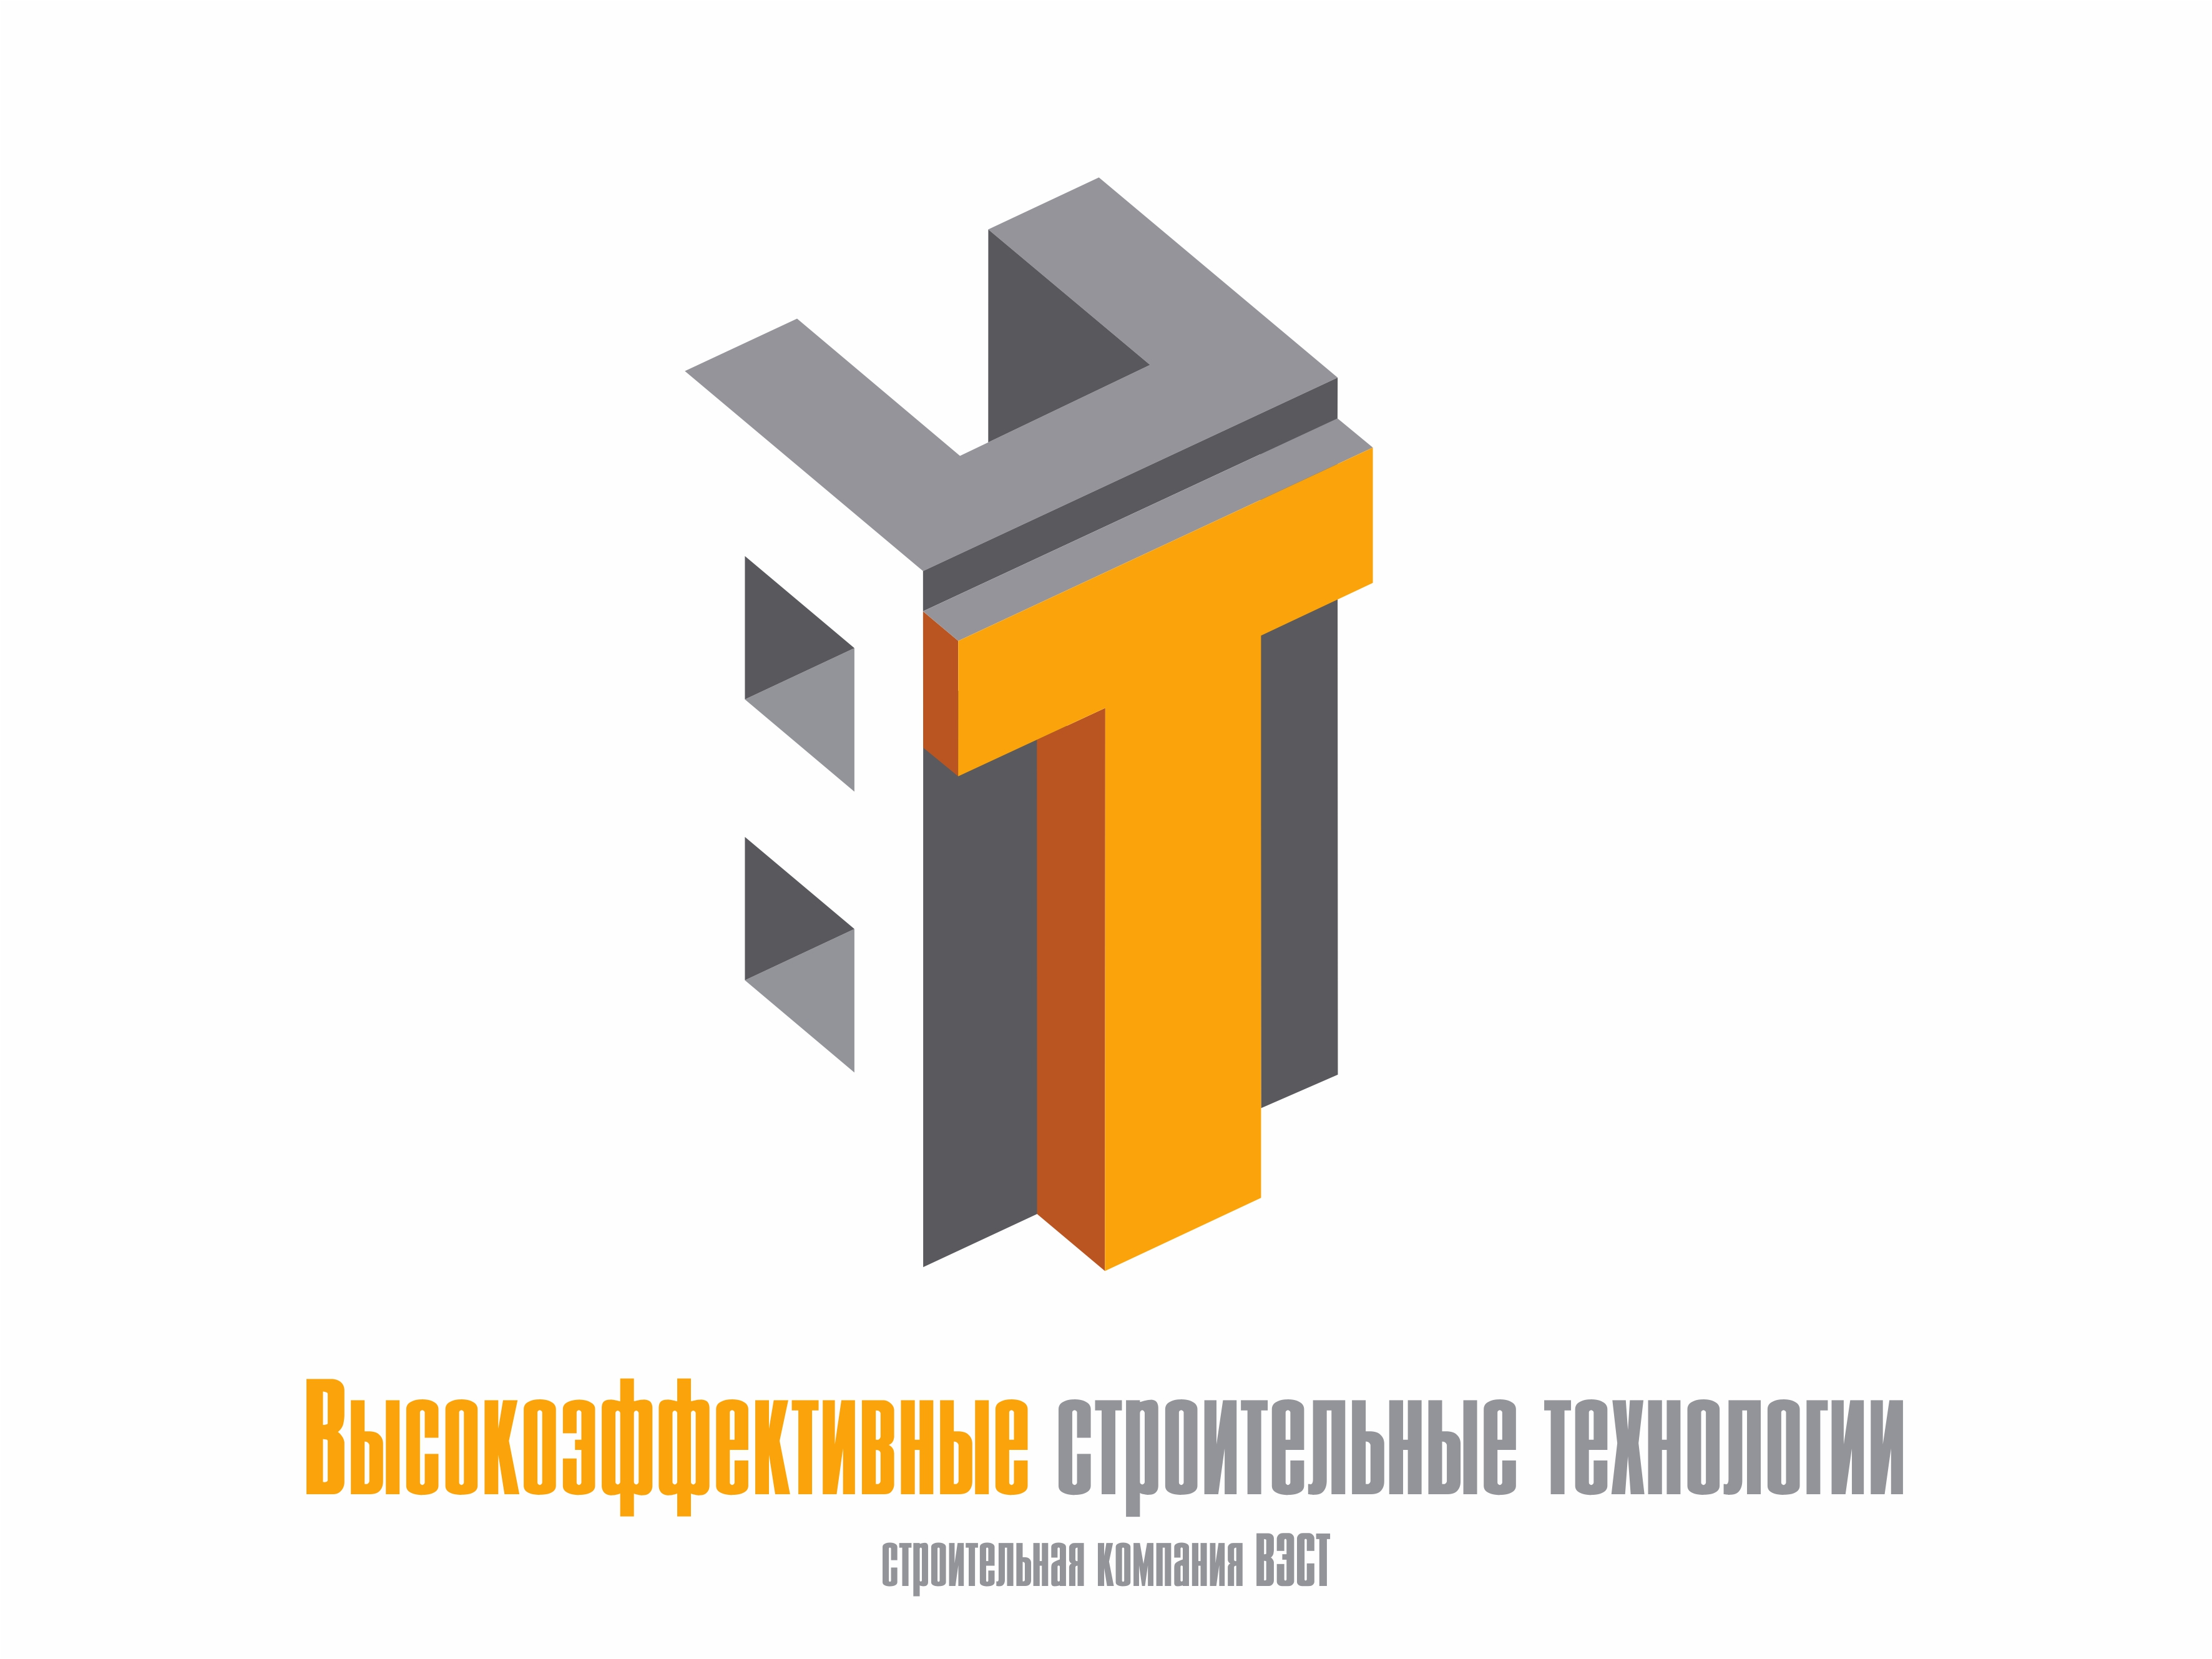 Высокоэффективные строительные технологии
строительная компания ВЭСТ